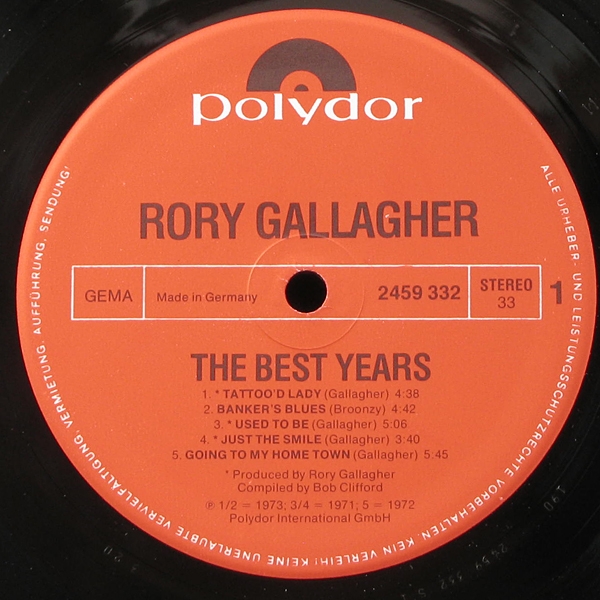 polydor
RORY GALLAGHER
GEMA
Made in Germany
2459 332
STEREO
33
1
THE BEST YEARS
1. * TATTOO'D LADY (Gallagher) 4:38
2. BANKER'S BLUES (Broonzy) 4:42
3. * USED TO BE (Gallagher) 5:06
4. * JUST THE SMILE (Gallagher) 3:40
5. GOING TO MY HOME TOWN (Gallagher) 5:45
* Produced by Rory Gallagher
Compiled by Bob Clifford
℗ 1/2 = 1973; 3/4 = 1971; 5 = 1972
Polydor International GmbH
ALLE URHEBER- UND LEISTUNGSSCHUTZRECHTE VORBEHALTEN. KEIN VERLEIH! KEINE UNERLAUBTE VERVIELFÄLTIGUNG, VERMIETUNG, AUFFÜHRUNG, SENDUNG!